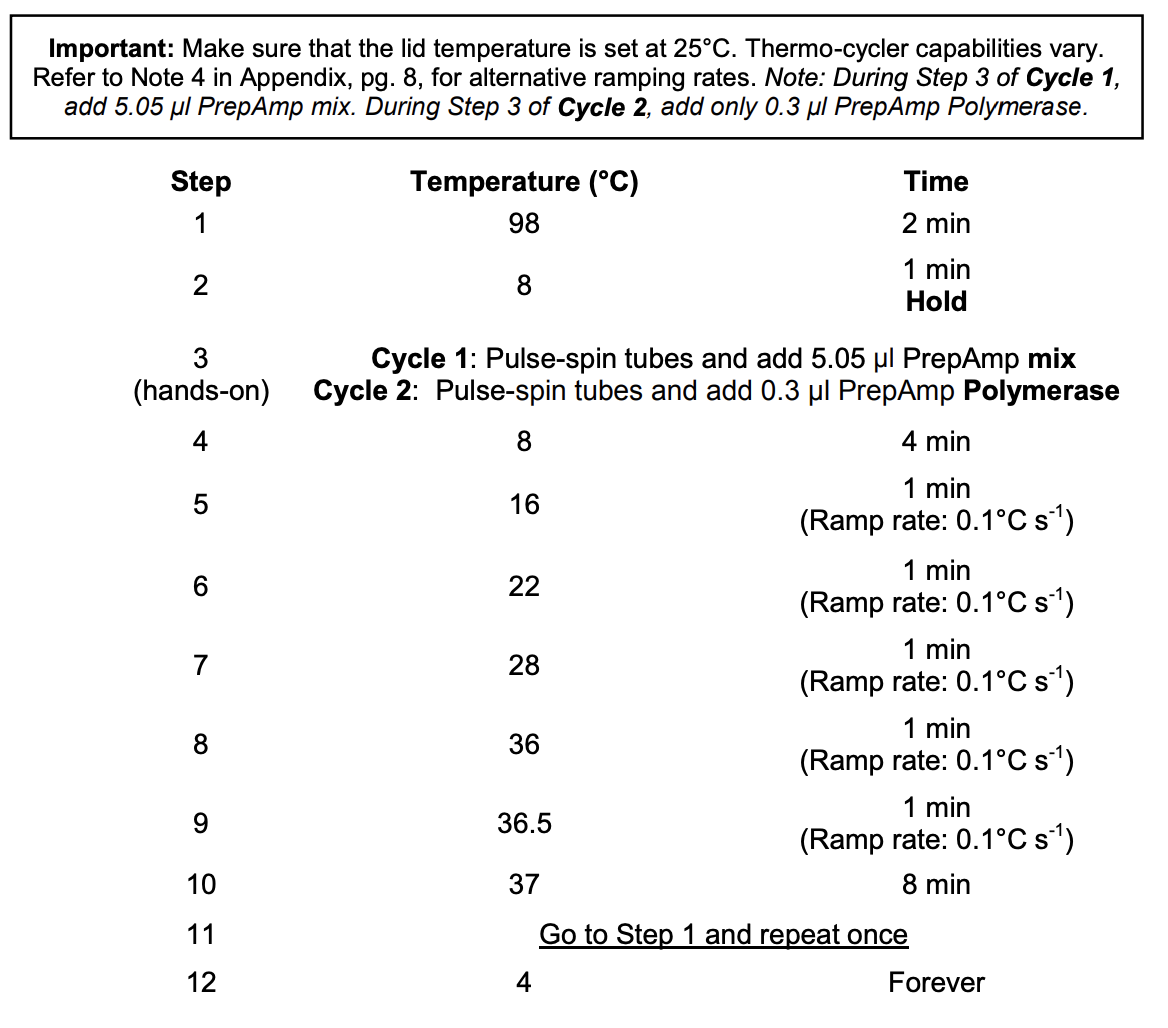 Important: Make sure that the lid temperature is set at 25°C. Thermo-cycler capabilities vary.
Refer to Note 4 in Appendix, pg. 8, for alternative ramping rates. Note: During Step 3 of Cycle 1,
add 5.05 µl PrepAmp mix. During Step 3 of Cycle 2, add only 0.3 µl PrepAmp Polymerase.
Step Temperature (°C) Time
1 98 2 min
2 8 1 min
Hold
3 Cycle 1: Pulse-spin tubes and add 5.05 µl PrepAmp mix
(hands-on) Cycle 2: Pulse-spin tubes and add 0.3 µl PrepAmp Polymerase
4 8 4 min
5 16 1 min
(Ramp rate: 0.1°C s⁻¹)
6 22 1 min
(Ramp rate: 0.1°C s⁻¹)
7 28 1 min
(Ramp rate: 0.1°C s⁻¹)
8 36 1 min
(Ramp rate: 0.1°C s⁻¹)
9 36.5 1 min
(Ramp rate: 0.1°C s⁻¹)
10 37 8 min
11 Go to Step 1 and repeat once
12 4 Forever